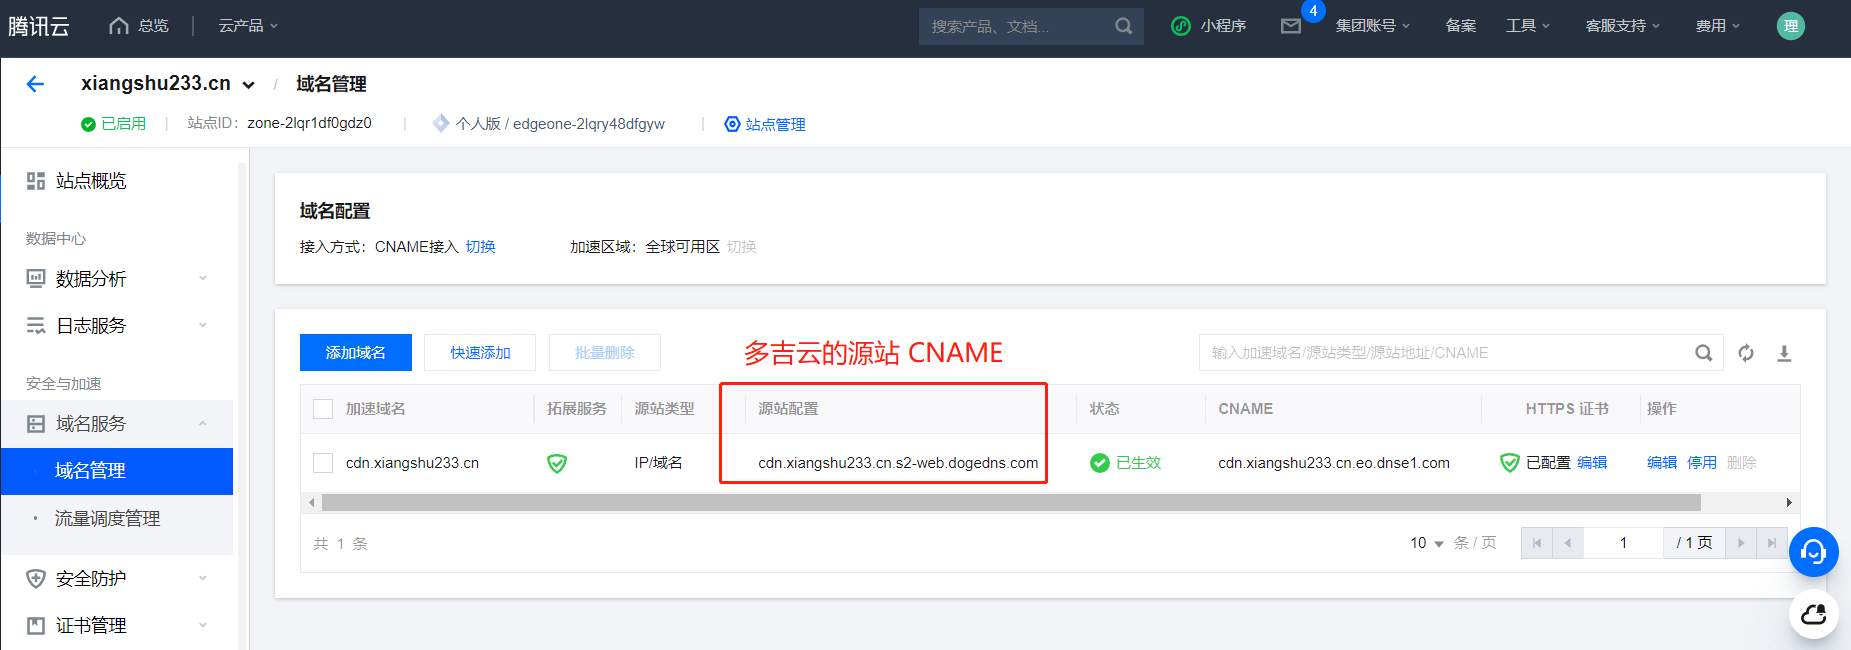 腾讯云 总览 云产品 搜索产品、文档... 小程序 4 集团账号 备案 工具 客服支持 费用 理
xiangshu233.cn / 域名管理
已启用 站点ID： zone-2lqr1df0gdz0 个人版 / edgeone-2lqry48dfgyw 站点管理
站点概览
数据中心
数据分析
日志服务
安全与加速
域名服务
域名管理
流量调度管理
安全防护
证书管理
域名配置
接入方式： CNAME接入 切换 加速区域： 全球可用区 切换
添加域名 快速添加 批量删除 多吉云的源站 CNAME 输入加速域名/源站类型/源站地址/CNAME
加速域名 拓展服务 源站类型 源站配置 状态 CNAME HTTPS 证书 操作
cdn.xiangshu233.cn IP/域名 cdn.xiangshu233.cn.s2-web.dogedns.com 已生效 cdn.xiangshu233.cn.eo.dnse1.com 已配置 编辑 编辑 停用 删除
共 1 条 10 条 / 页 1 / 1 页